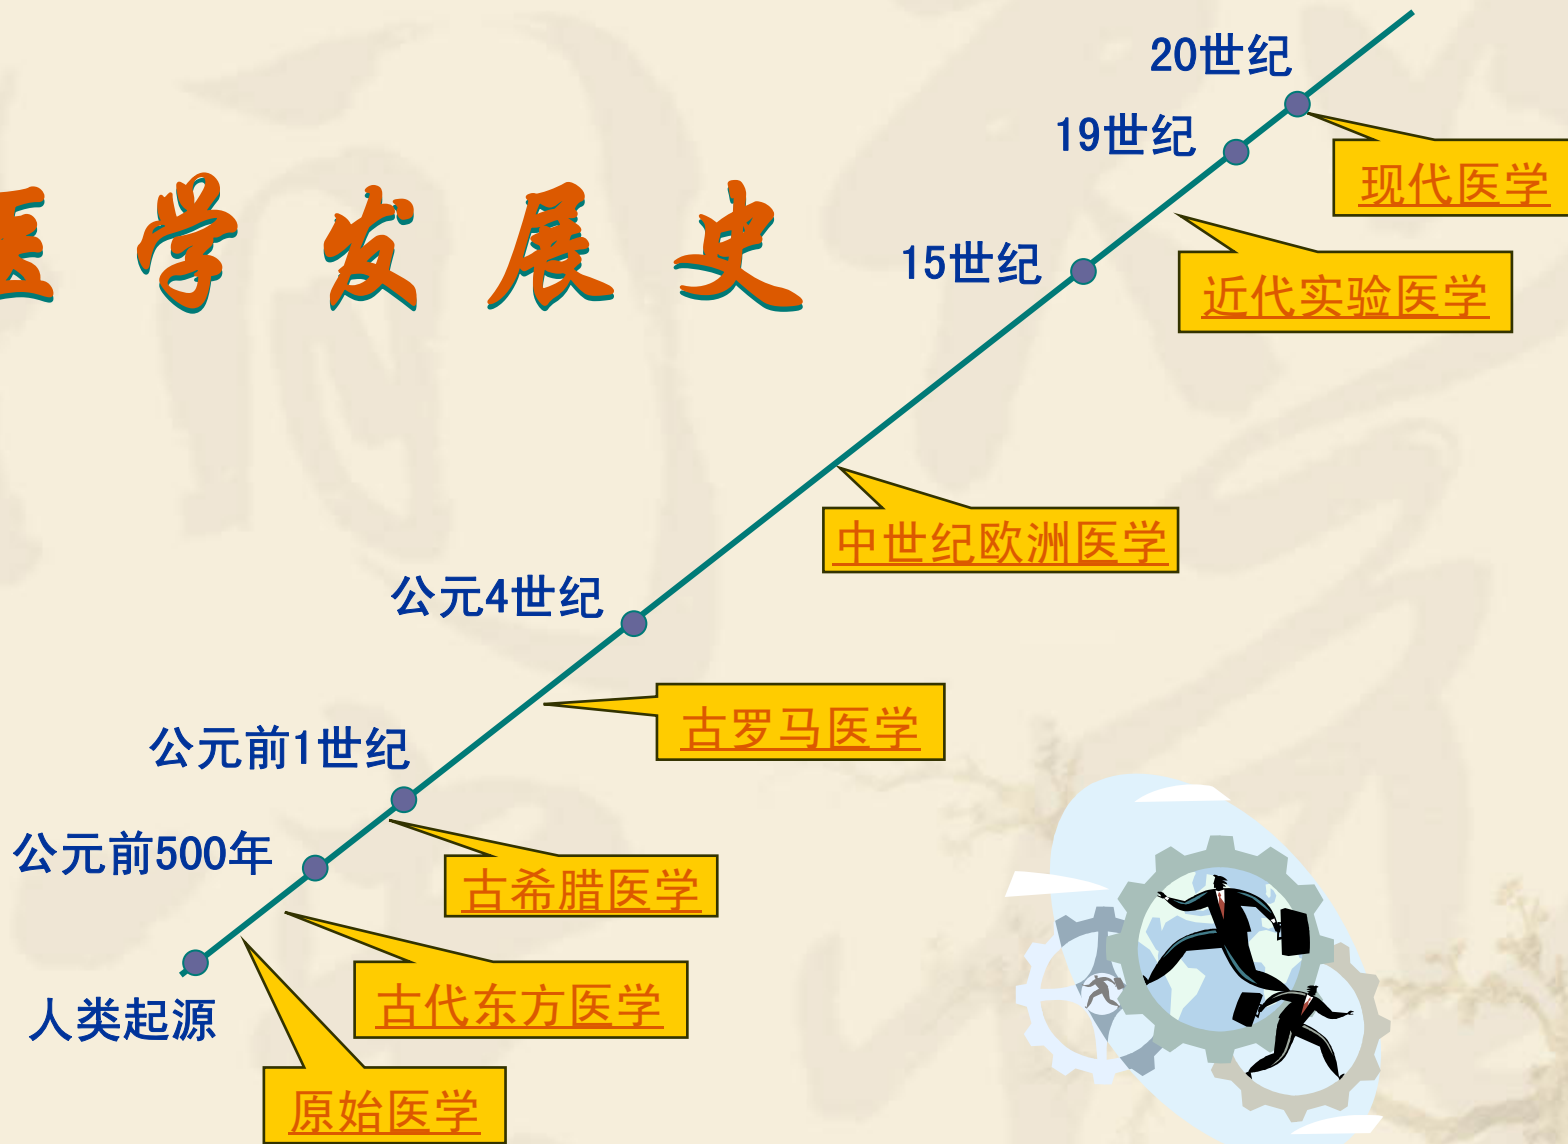 医学发展史
20世纪
19世纪
现代医学
15世纪
近代实验医学
中世纪欧洲医学
公元4世纪
古罗马医学
公元前1世纪
公元前500年
古希腊医学
古代东方医学
人类起源
原始医学